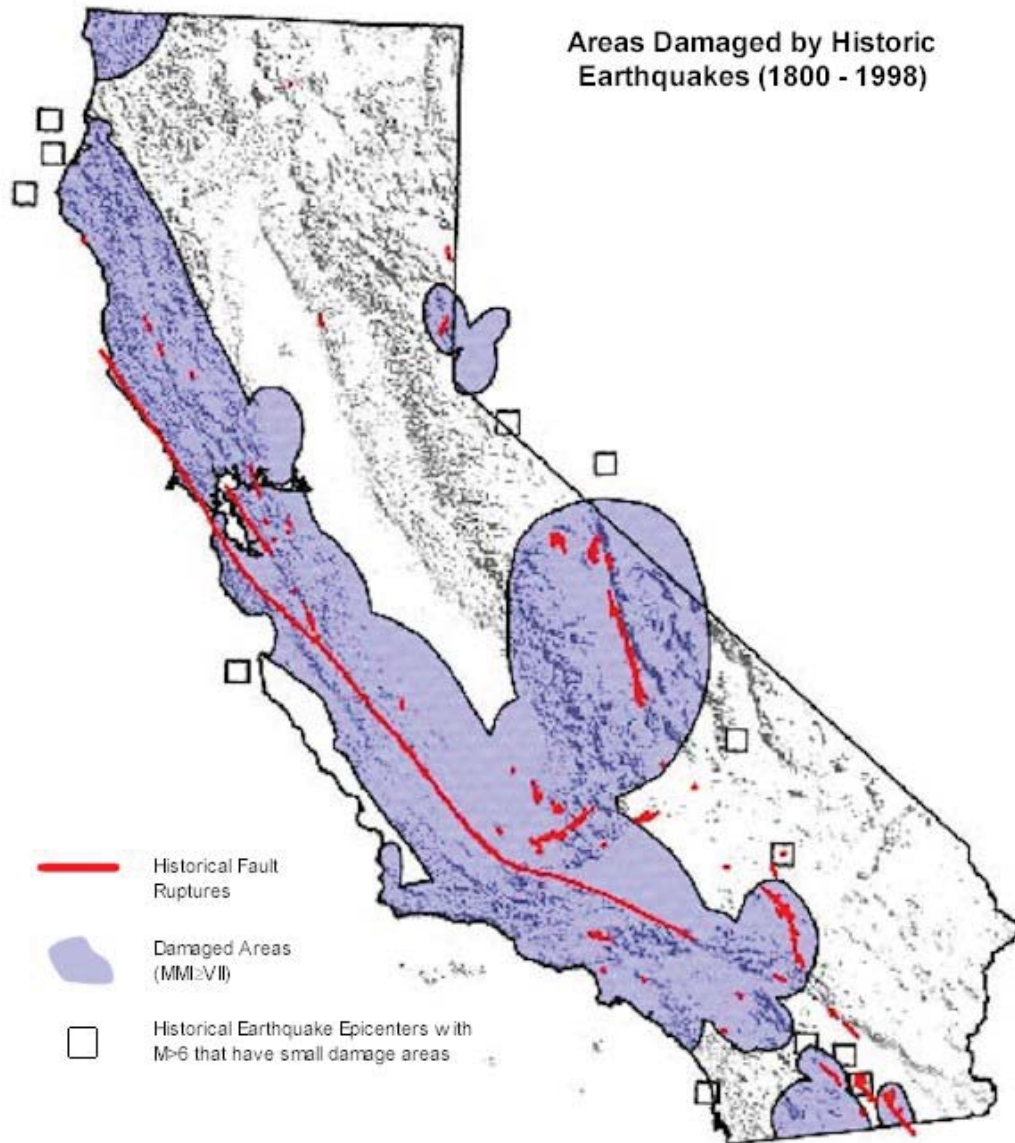 Areas Damaged by Historic
Earthquakes (1800 - 1998)
Historical Fault
Ruptures
Damaged Areas
(MMI≥VII)
Historical Earthquake Epicenters with
M>6 that have small damage areas